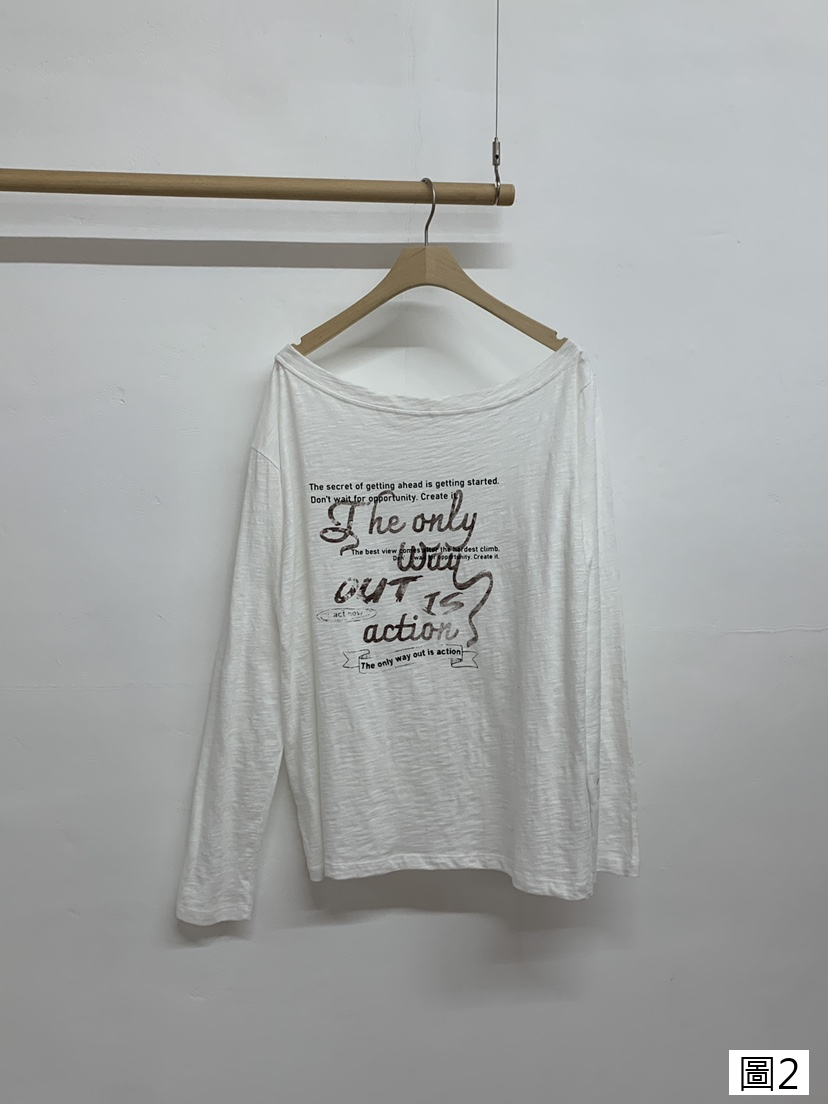 The secret of getting ahead is getting started.
Don't wait for opportunity. Create it.
The only
The best view comes after the hardest climb.
Don't wait for opportunity. Create it.
way
OUT IS
act now
action
The only way out is action
圖2